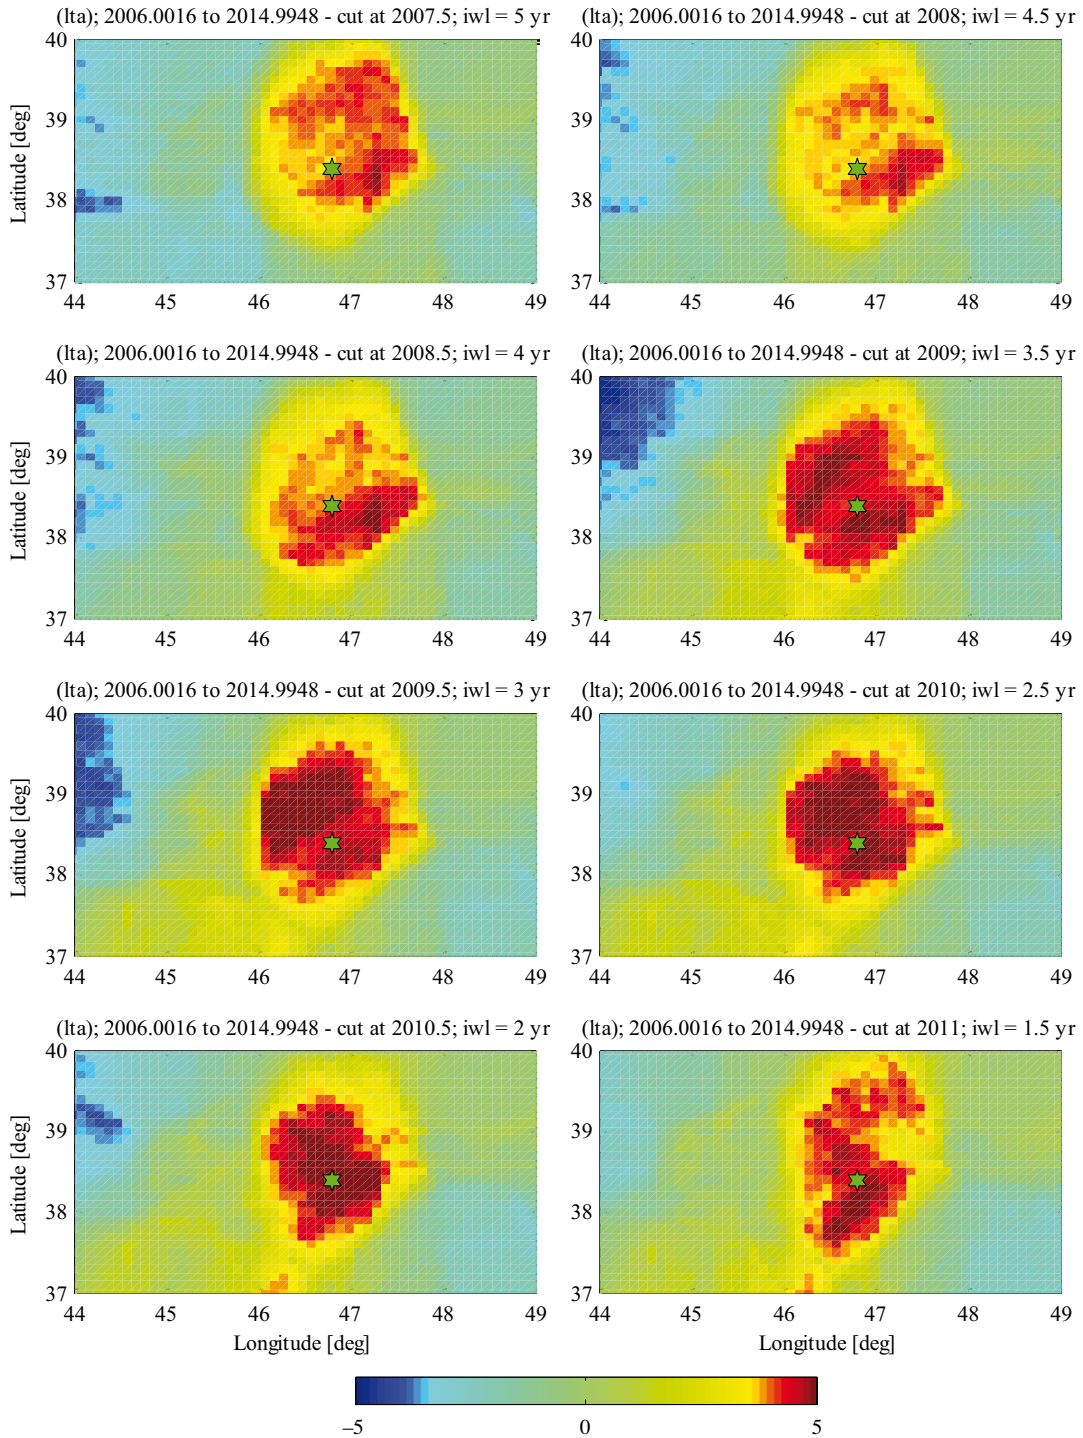 (lta); 2006.0016 to 2014.9948 - cut at 2007.5; iwl = 5 yr
(lta); 2006.0016 to 2014.9948 - cut at 2008; iwl = 4.5 yr
40
39
38
37
Latitude [deg]
44 45 46 47 48 49
40
39
38
37
44 45 46 47 48 49
(lta); 2006.0016 to 2014.9948 - cut at 2008.5; iwl = 4 yr
(lta); 2006.0016 to 2014.9948 - cut at 2009; iwl = 3.5 yr
40
39
38
37
Latitude [deg]
44 45 46 47 48 49
40
39
38
37
44 45 46 47 48 49
(lta); 2006.0016 to 2014.9948 - cut at 2009.5; iwl = 3 yr
(lta); 2006.0016 to 2014.9948 - cut at 2010; iwl = 2.5 yr
40
39
38
37
Latitude [deg]
44 45 46 47 48 49
40
39
38
37
44 45 46 47 48 49
(lta); 2006.0016 to 2014.9948 - cut at 2010.5; iwl = 2 yr
(lta); 2006.0016 to 2014.9948 - cut at 2011; iwl = 1.5 yr
40
39
38
37
Latitude [deg]
44 45 46 47 48 49
Longitude [deg]
40
39
38
37
44 45 46 47 48 49
Longitude [deg]
–5 0 5